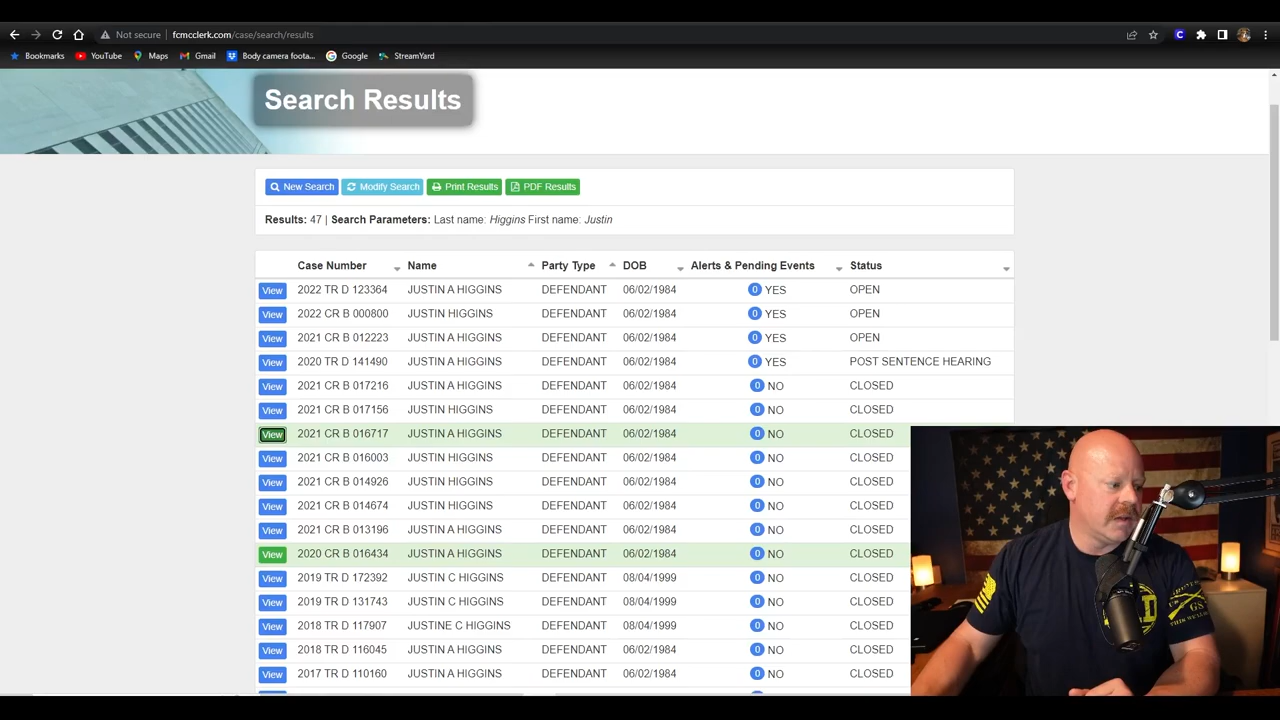 Not secure | fcmcclerk.com/case/search/results
Bookmarks YouTube Maps Gmail Body camera foota... Google StreamYard
Search Results
New Search Modify Search Print Results PDF Results
Results: 47 | Search Parameters: Last name: Higgins First name: Justin
Case Number Name Party Type DOB Alerts & Pending Events Status
View 2022 TR D 123364 JUSTIN A HIGGINS DEFENDANT 06/02/1984 0 YES OPEN
View 2022 CR B 000800 JUSTIN HIGGINS DEFENDANT 06/02/1984 0 YES OPEN
View 2021 CR B 012223 JUSTIN A HIGGINS DEFENDANT 06/02/1984 0 YES OPEN
View 2020 TR D 141490 JUSTIN A HIGGINS DEFENDANT 06/02/1984 0 YES POST SENTENCE HEARING
View 2021 CR B 017216 JUSTIN A HIGGINS DEFENDANT 06/02/1984 0 NO CLOSED
View 2021 CR B 017156 JUSTIN HIGGINS DEFENDANT 06/02/1984 0 NO CLOSED
View 2021 CR B 016717 JUSTIN A HIGGINS DEFENDANT 06/02/1984 0 NO CLOSED
View 2021 CR B 016003 JUSTIN HIGGINS DEFENDANT 06/02/1984 0 NO CLOSED
View 2021 CR B 014926 JUSTIN HIGGINS DEFENDANT 06/02/1984 0 NO CLOSED
View 2021 CR B 014674 JUSTIN HIGGINS DEFENDANT 06/02/1984 0 NO CLOSED
View 2021 CR B 013196 JUSTIN A HIGGINS DEFENDANT 06/02/1984 0 NO CLOSED
View 2020 CR B 016434 JUSTIN A HIGGINS DEFENDANT 06/02/1984 0 NO CLOSED
View 2019 TR D 172392 JUSTIN C HIGGINS DEFENDANT 08/04/1999 0 NO CLOSED
View 2019 TR D 131743 JUSTIN C HIGGINS DEFENDANT 08/04/1999 0 NO CLOSED
View 2018 TR D 117907 JUSTINE C HIGGINS DEFENDANT 08/04/1999 0 NO CLOSED
View 2018 TR D 116045 JUSTIN A HIGGINS DEFENDANT 06/02/1984 0 NO CLOSED
View 2017 TR D 110160 JUSTIN A HIGGINS DEFENDANT 06/02/1984 0 NO CLOSED